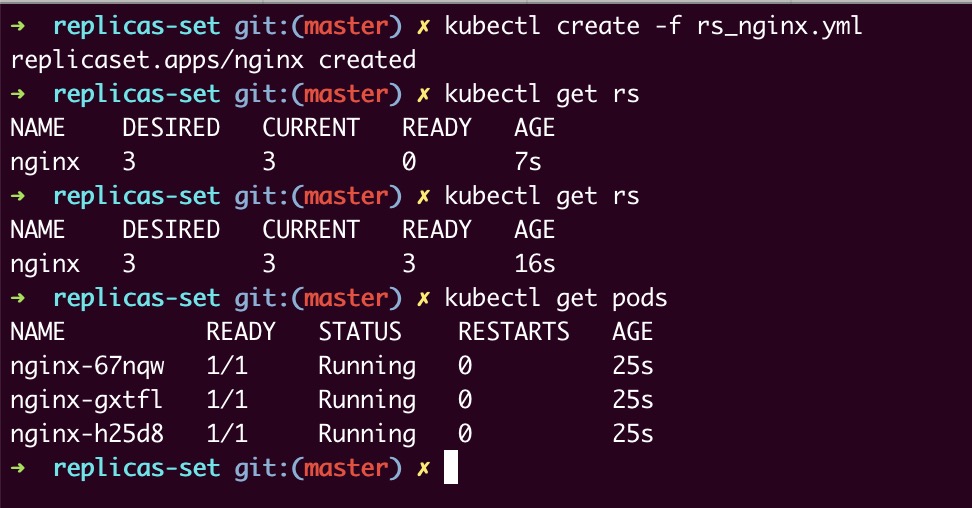 ➜  replicas-set git:(master) ✗ kubectl create -f rs_nginx.yml
replicaset.apps/nginx created
➜  replicas-set git:(master) ✗ kubectl get rs
NAME    DESIRED   CURRENT   READY   AGE
nginx   3         3         0       7s
➜  replicas-set git:(master) ✗ kubectl get rs
NAME    DESIRED   CURRENT   READY   AGE
nginx   3         3         3       16s
➜  replicas-set git:(master) ✗ kubectl get pods
NAME          READY   STATUS    RESTARTS   AGE
nginx-67nqw   1/1     Running   0          25s
nginx-gxtfl   1/1     Running   0          25s
nginx-h25d8   1/1     Running   0          25s
➜  replicas-set git:(master) ✗